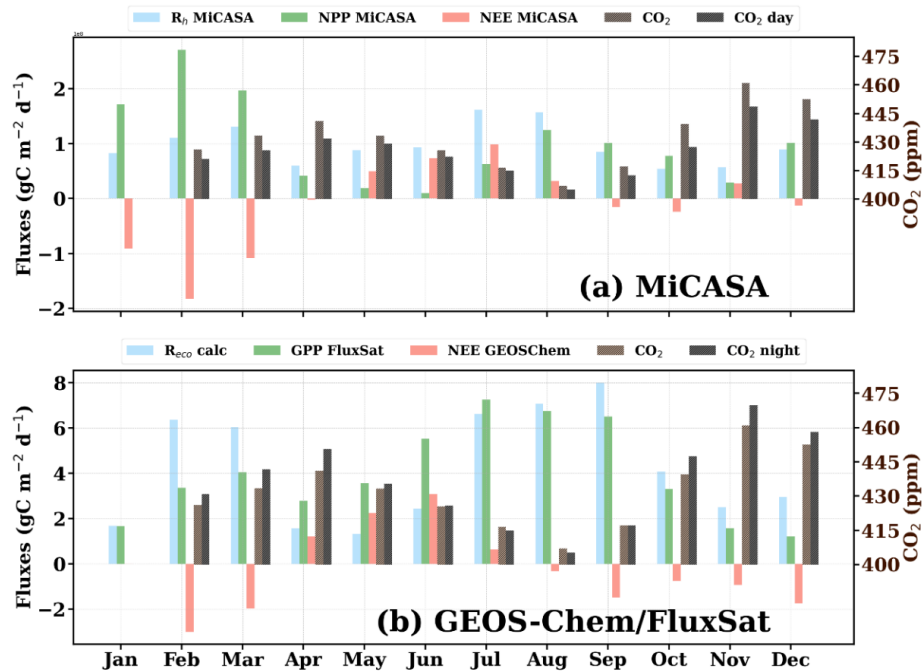 R_h MiCASA NPP MiCASA NEE MiCASA CO₂ CO₂ day
1e8
Fluxes (gC m⁻² d⁻¹)
2
1
0
−1
−2
475
460
445
430
415
400
CO₂ (ppm)
(a) MiCASA
R_eco calc GPP FluxSat NEE GEOSChem CO₂ CO₂ night
Fluxes (gC m⁻² d⁻¹)
8
6
4
2
0
−2
475
460
445
430
415
400
CO₂ (ppm)
(b) GEOS-Chem/FluxSat
Jan Feb Mar Apr May Jun Jul Aug Sep Oct Nov Dec